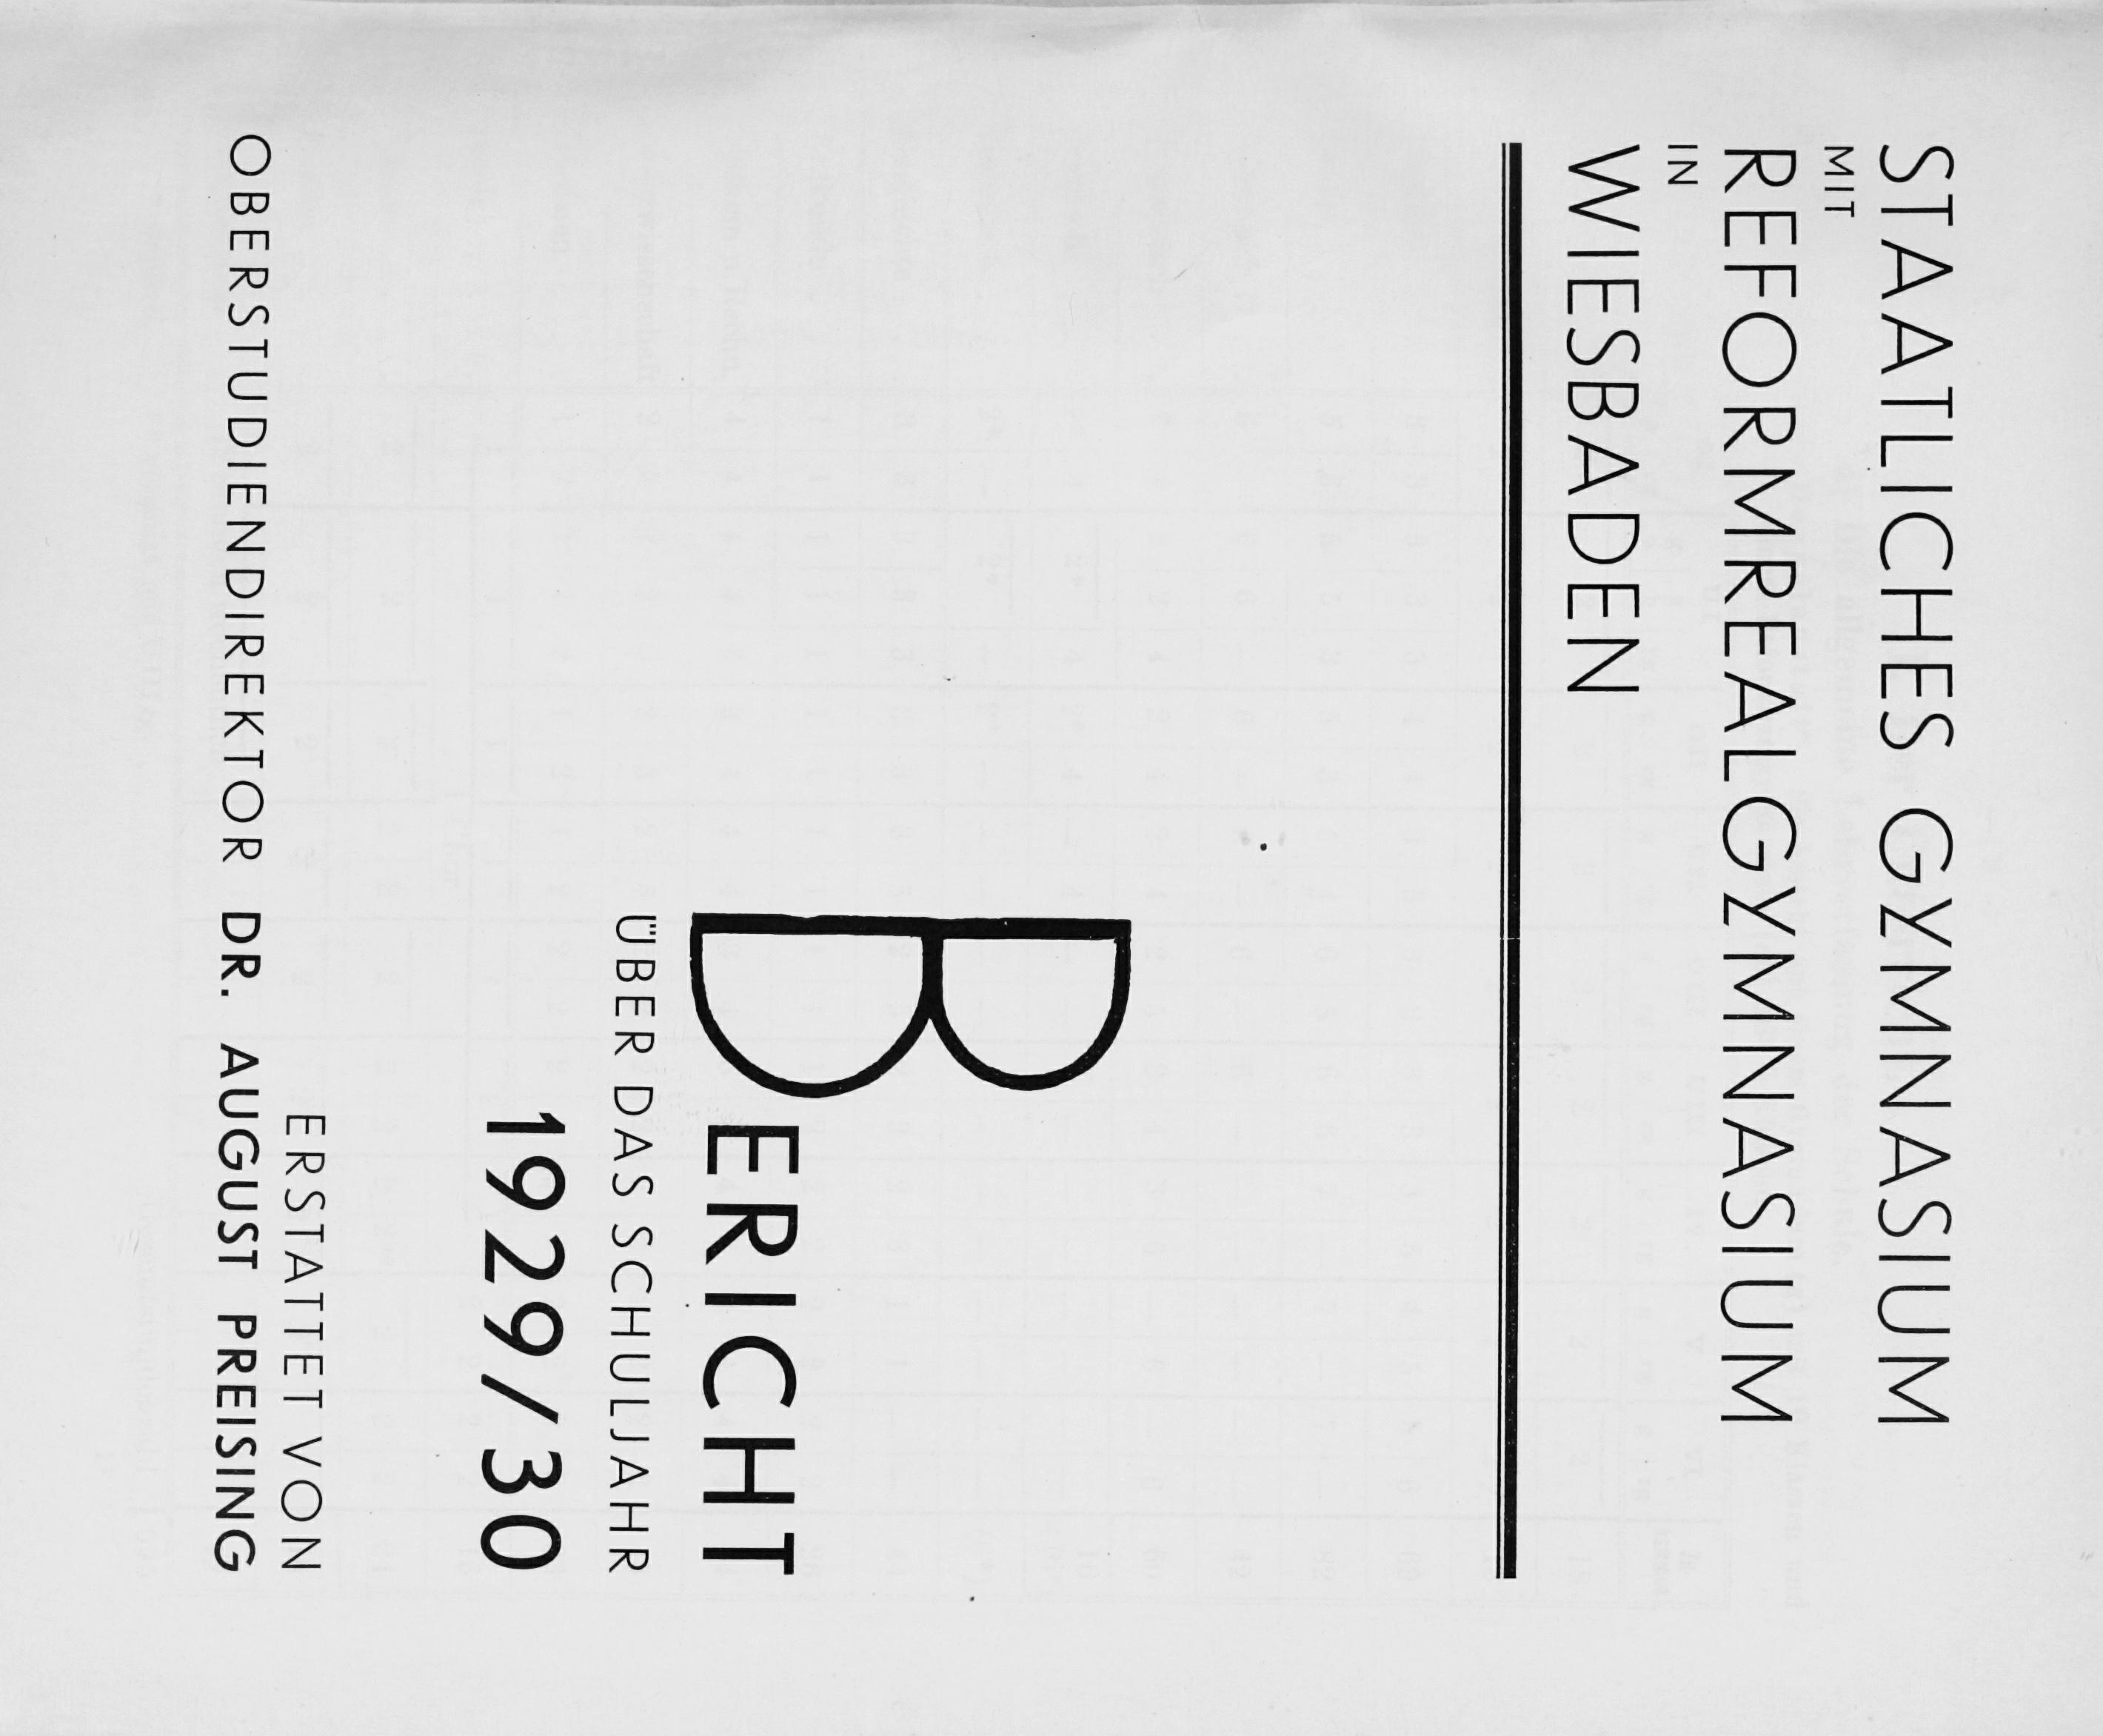 STAATLICHES GYMNASIUM
MIT
REFORMREALGYMNASIUM
IN
WIESBADEN
BERICHT
ÜBER DAS SCHULJAHR
1929/30
ERSTATTET VON
OBERSTUDIENDIREKTOR DR. AUGUST PREISING